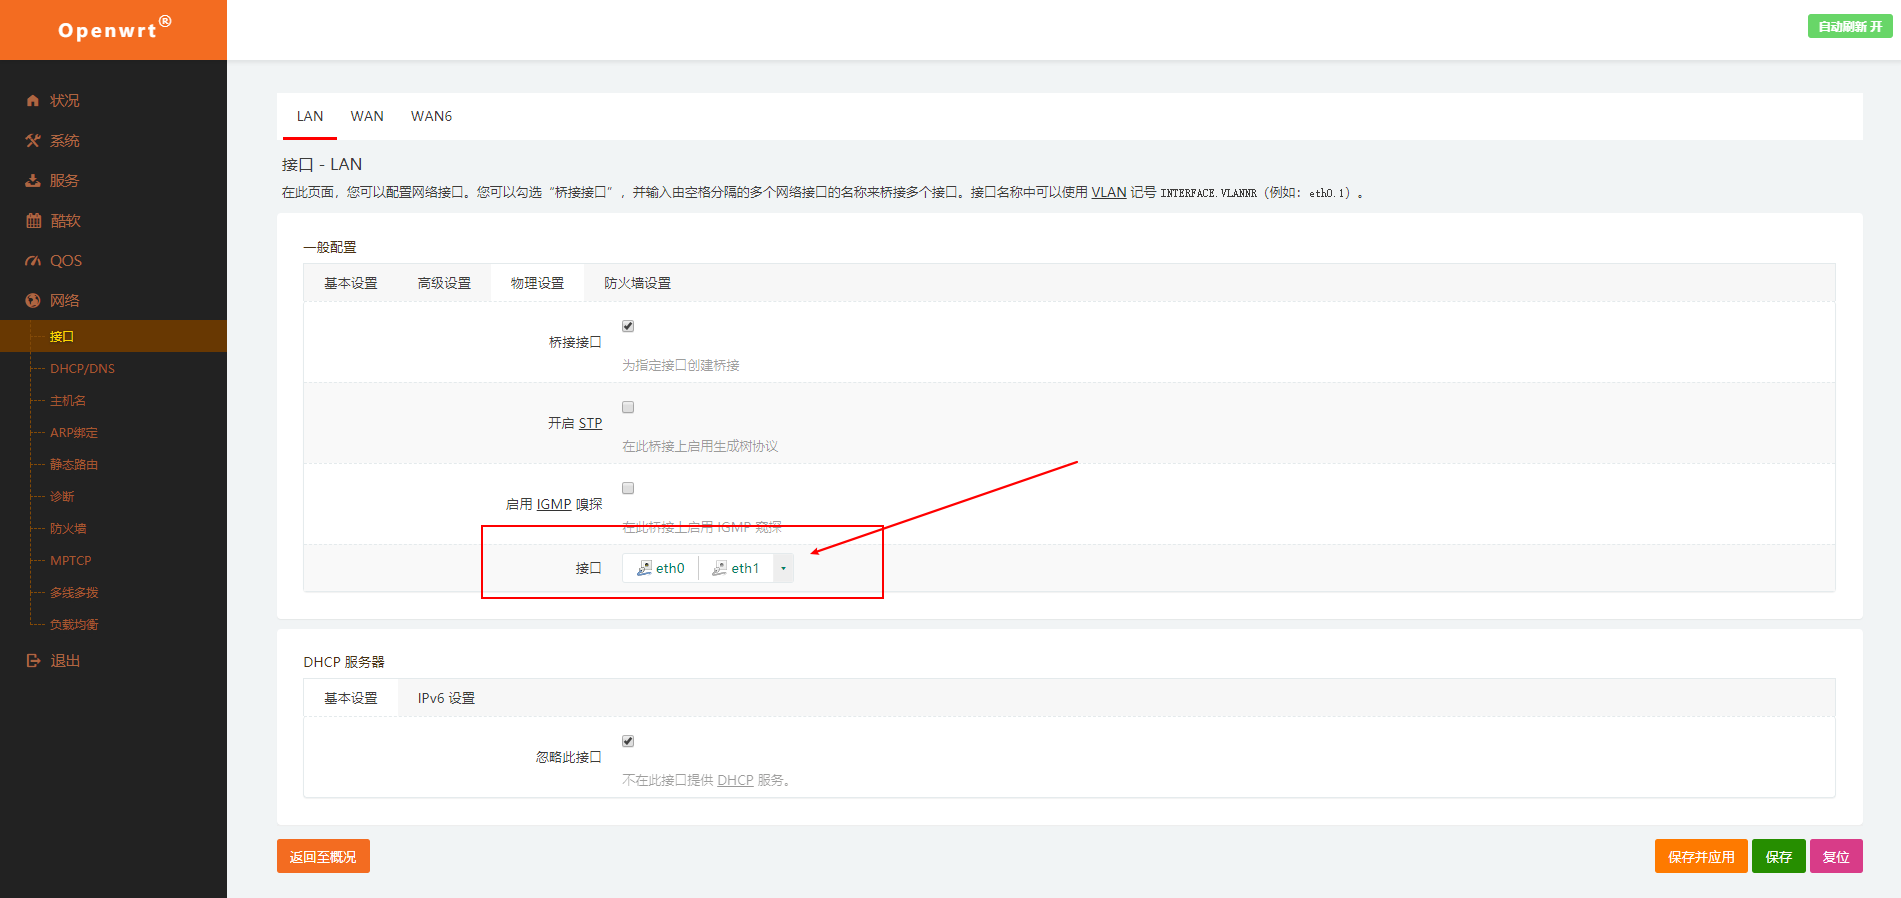 Openwrt®
自动刷新 开
状况
系统
服务
酷软
QOS
网络
接口
DHCP/DNS
主机名
ARP绑定
静态路由
诊断
防火墙
MPTCP
多线多拨
负载均衡
退出
LAN WAN WAN6
接口 - LAN
在此页面，您可以配置网络接口。您可以勾选“桥接接口”，并输入由空格分隔的多个网络接口的名称来桥接多个接口。接口名称中可以使用 VLAN 记号 INTERFACE.VLANNR（例如：eth0.1）。
一般配置
基本设置 高级设置 物理设置 防火墙设置
桥接接口
为指定接口创建桥接
开启 STP
在此桥接上启用生成树协议
启用 IGMP 嗅探
在此桥接上启用 IGMP 窥探
接口 eth0 eth1
DHCP 服务器
基本设置 IPv6 设置
忽略此接口
不在此接口提供 DHCP 服务。
返回至概况
保存并应用 保存 复位